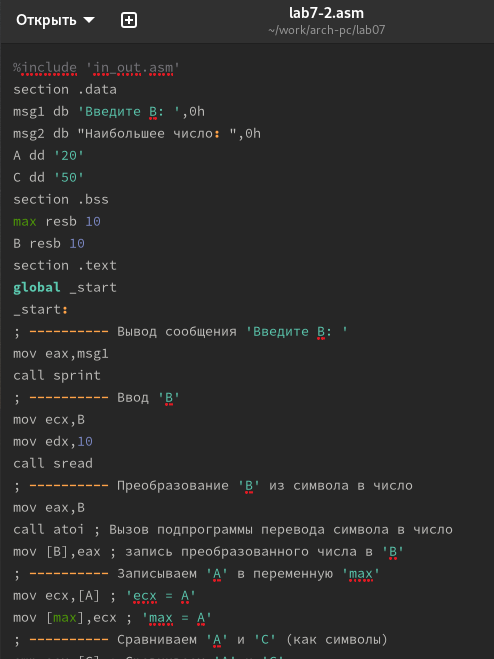 Открыть
lab7-2.asm
~/work/arch-pc/lab07
%include 'in_out.asm'
section .data
msg1 db 'Введите B: ',0h
msg2 db "Наибольшее число: ",0h
A dd '20'
C dd '50'
section .bss
max resb 10
B resb 10
section .text
global _start
_start:
; ---------- Вывод сообщения 'Введите B: '
mov eax,msg1
call sprint
; ---------- Ввод 'B'
mov ecx,B
mov edx,10
call sread
; ---------- Преобразование 'B' из символа в число
mov eax,B
call atoi ; Вызов подпрограммы перевода символа в число
mov [B],eax ; запись преобразованного числа в 'B'
; ---------- Записываем 'A' в переменную 'max'
mov ecx,[A] ; 'ecx = A'
mov [max],ecx ; 'max = A'
; ---------- Сравниваем 'A' и 'С' (как символы)